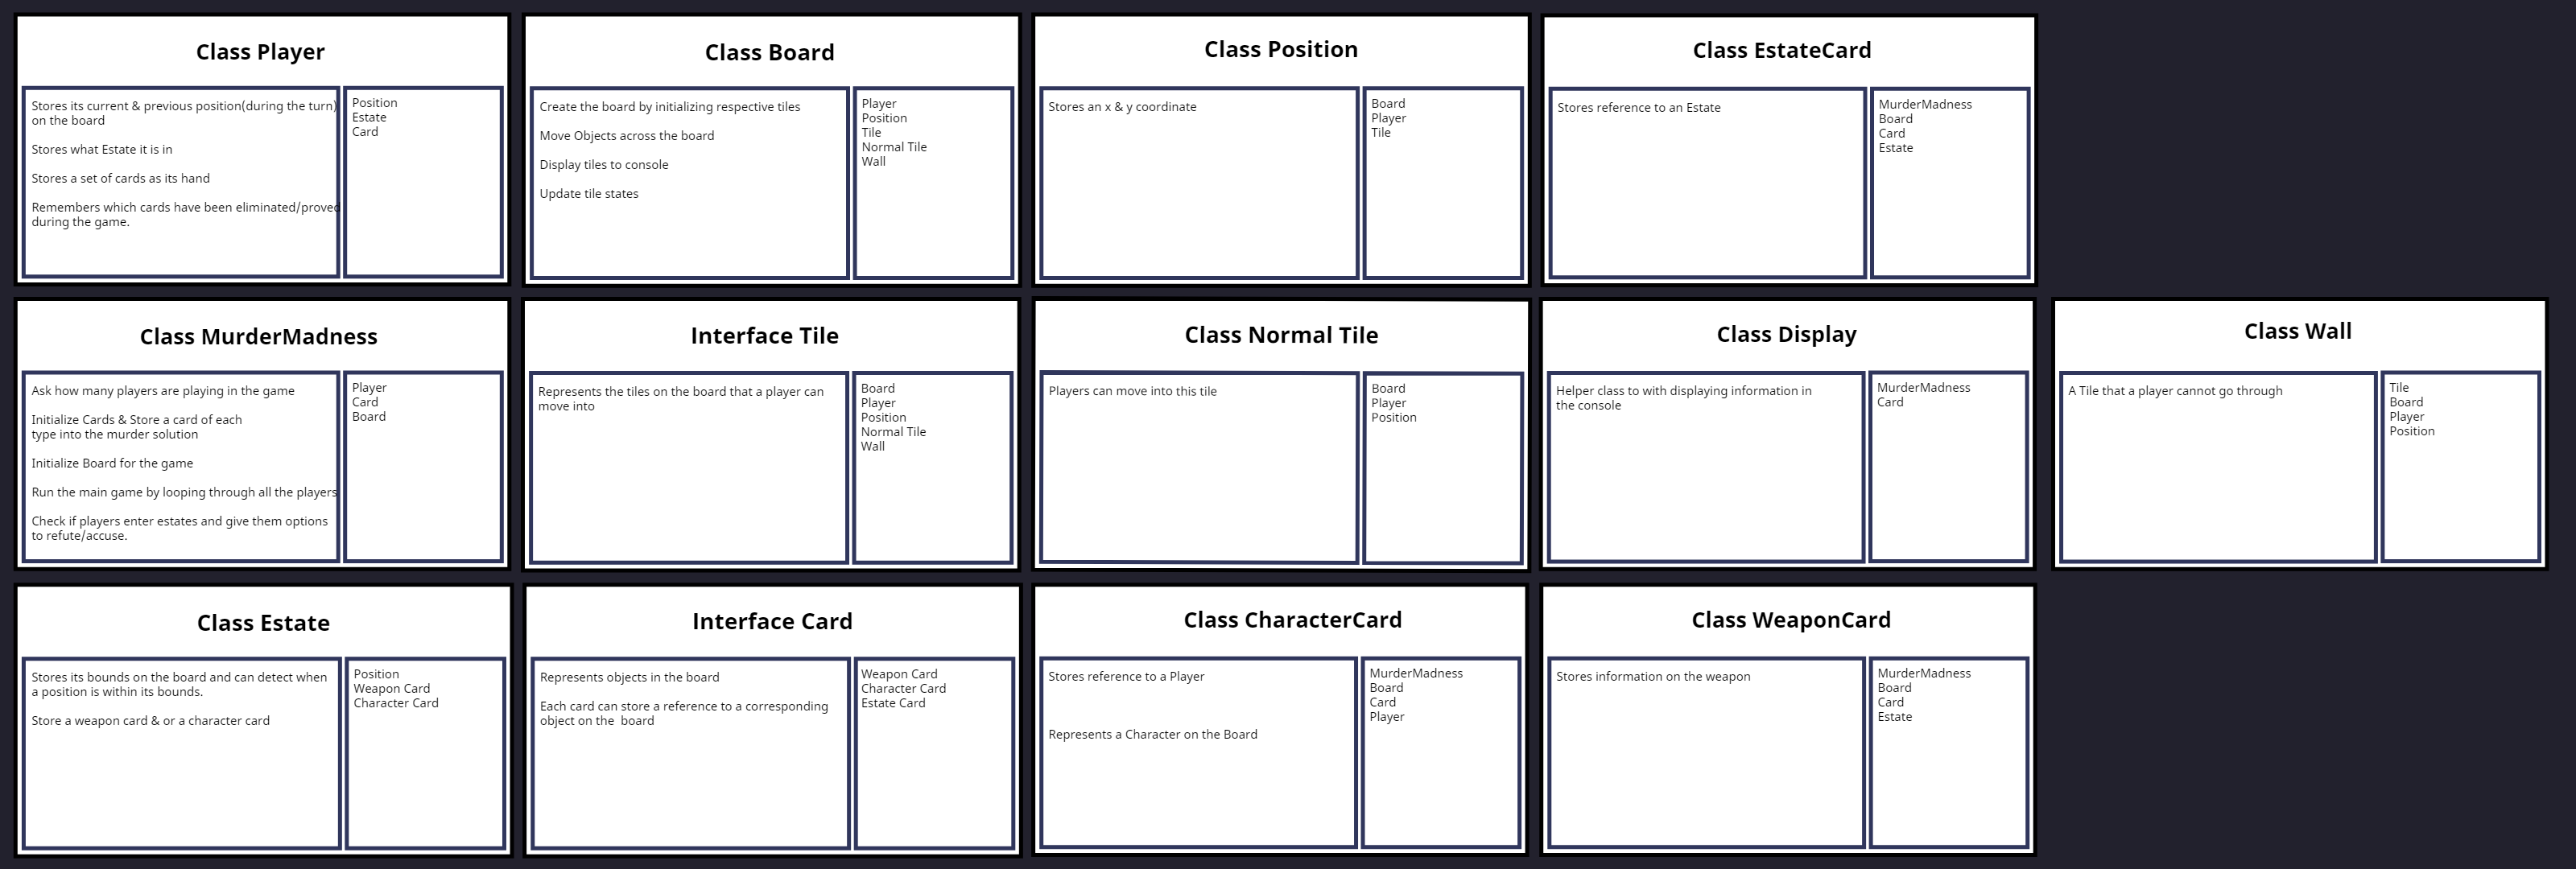 Class Player
Stores its current & previous position(during the turn)
on the board
Stores what Estate it is in
Stores a set of cards as its hand
Remembers which cards have been eliminated/proved
during the game.
Position
Estate
Card
Class Board
Create the board by initializing respective tiles
Move Objects across the board
Display tiles to console
Update tile states
Player
Position
Tile
Normal Tile
Wall
Class Position
Stores an x & y coordinate
Board
Player
Tile
Class EstateCard
Stores reference to an Estate
MurderMadness
Board
Card
Estate
Class MurderMadness
Ask how many players are playing in the game
Initialize Cards & Store a card of each
type into the murder solution
Initialize Board for the game
Run the main game by looping through all the players
Check if players enter estates and give them options
to refute/accuse.
Player
Card
Board
Interface Tile
Represents the tiles on the board that a player can
move into
Board
Player
Position
Normal Tile
Wall
Class Normal Tile
Players can move into this tile
Board
Player
Position
Class Display
Helper class to with displaying information in
the console
MurderMadness
Card
Class Wall
A Tile that a player cannot go through
Tile
Board
Player
Position
Class Estate
Stores its bounds on the board and can detect when
a position is within its bounds.
Store a weapon card & or a character card
Position
Weapon Card
Character Card
Interface Card
Represents objects in the board
Each card can store a reference to a corresponding
object on the  board
Weapon Card
Character Card
Estate Card
Class CharacterCard
Stores reference to a Player
Represents a Character on the Board
MurderMadness
Board
Card
Player
Class WeaponCard
Stores information on the weapon
MurderMadness
Board
Card
Estate